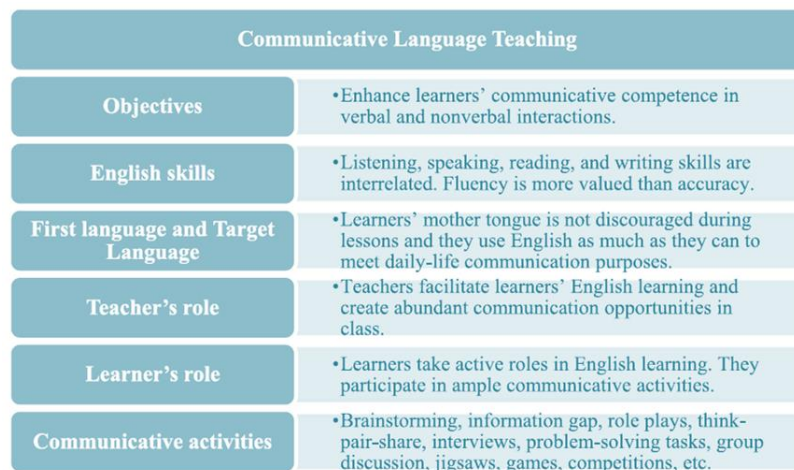 Communicative Language Teaching
Objectives
•Enhance learners’ communicative competence in
verbal and nonverbal interactions.
English skills
•Listening, speaking, reading, and writing skills are
interrelated. Fluency is more valued than accuracy.
First language and Target
Language
•Learners’ mother tongue is not discouraged during
lessons and they use English as much as they can to
meet daily-life communication purposes.
Teacher’s role
•Teachers facilitate learners’ English learning and
create abundant communication opportunities in
class.
Learner’s role
•Learners take active roles in English learning. They
participate in ample communicative activities.
Communicative activities
•Brainstorming, information gap, role plays, think-
pair-share, interviews, problem-solving tasks, group
discussion, jigsaws, games, competitions, etc.